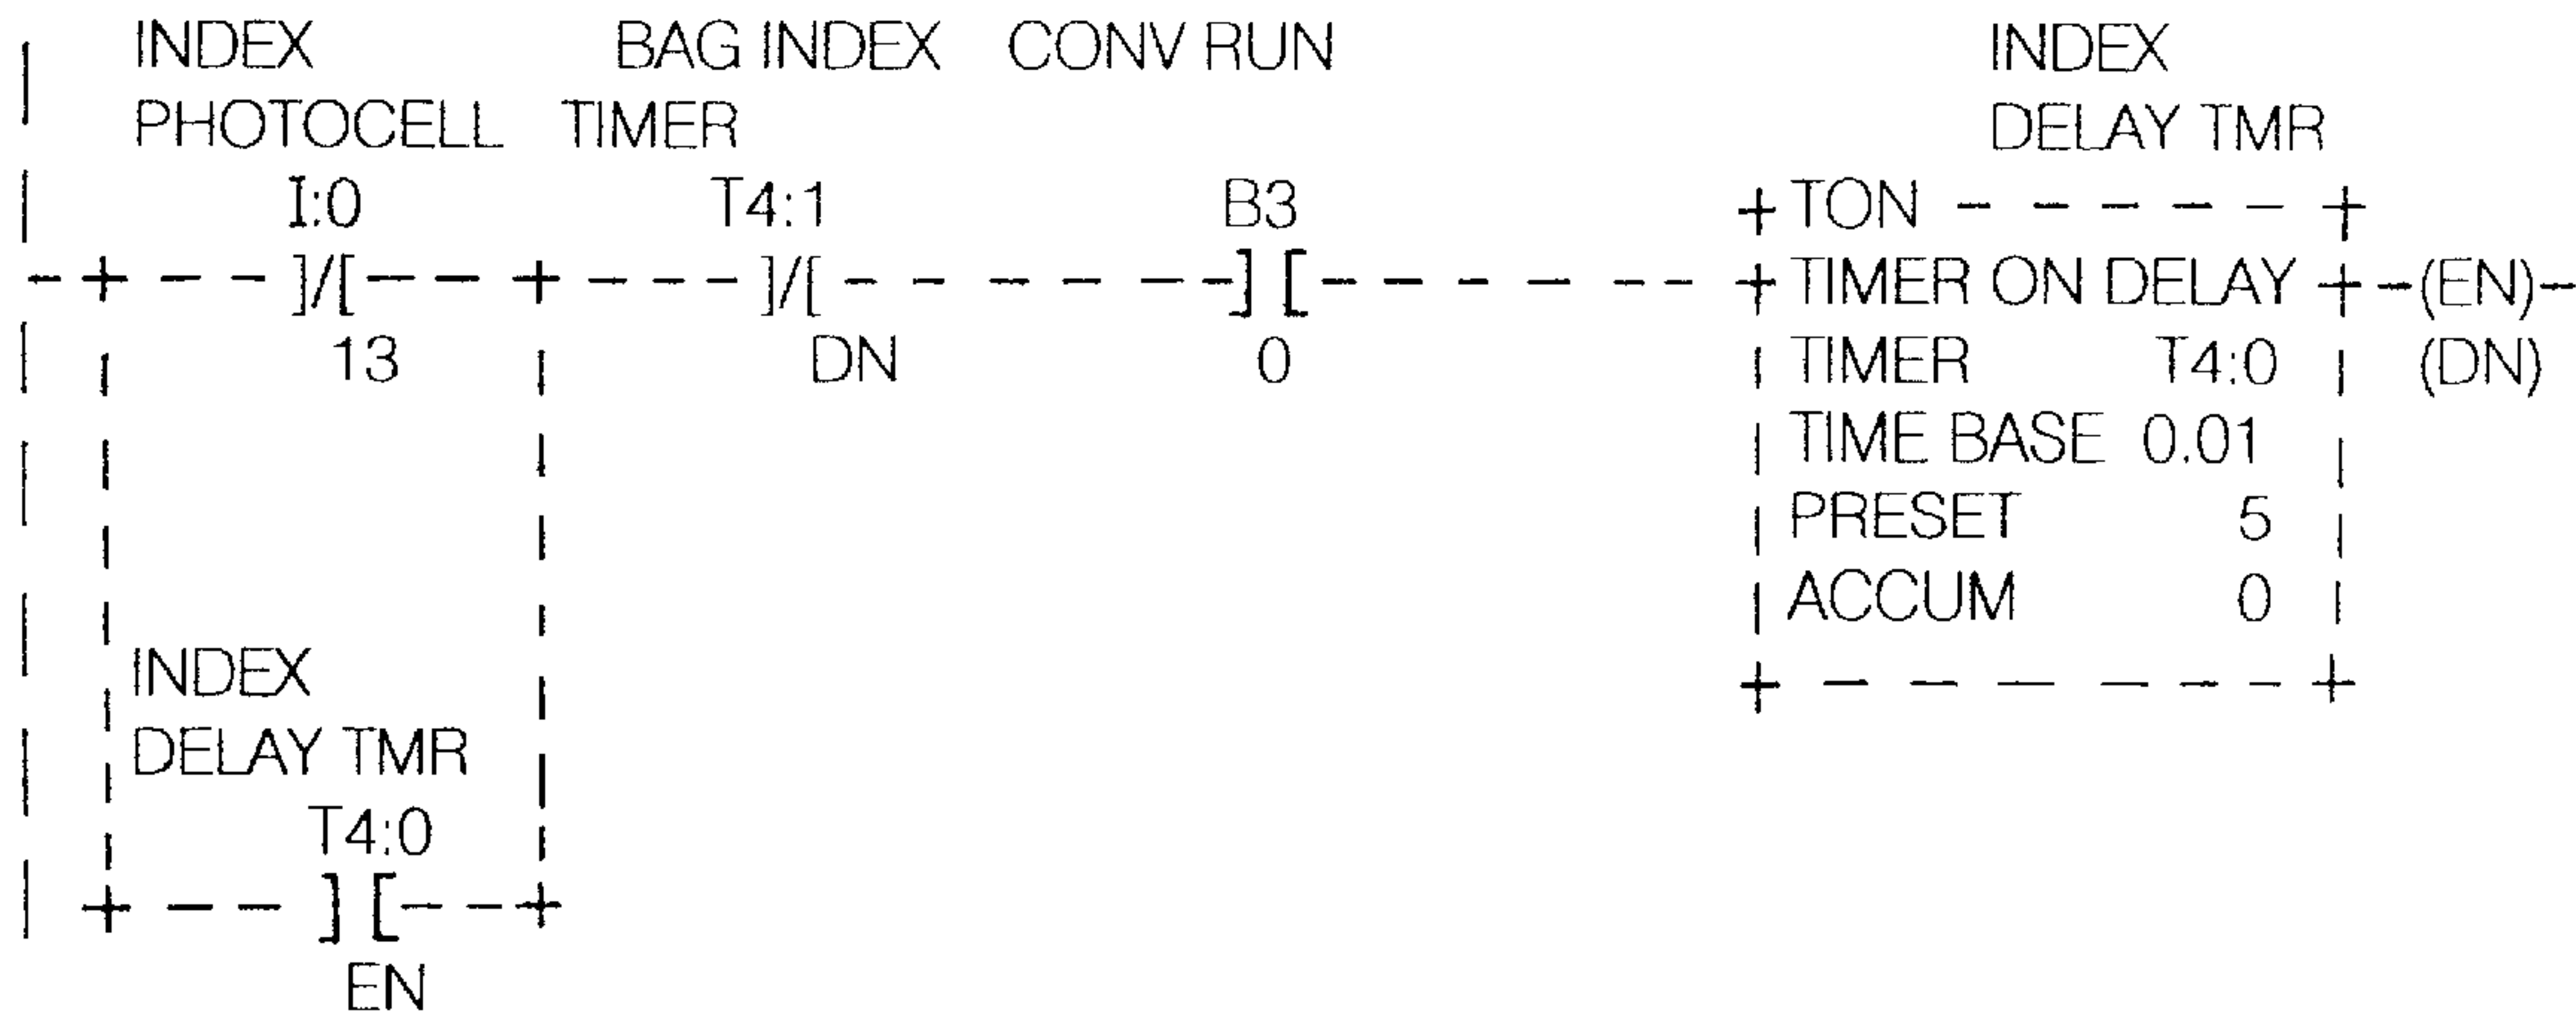 INDEX BAG INDEX CONV RUN INDEX
PHOTOCELL TIMER DELAY TMR
I:0 T4:1 B3 TON
]/[ ]/[ ] [ TIMER ON DELAY (EN)
13 DN 0 TIMER T4:0 (DN)
TIME BASE 0.01
PRESET 5
ACCUM 0
INDEX
DELAY TMR
T4:0
] [
EN